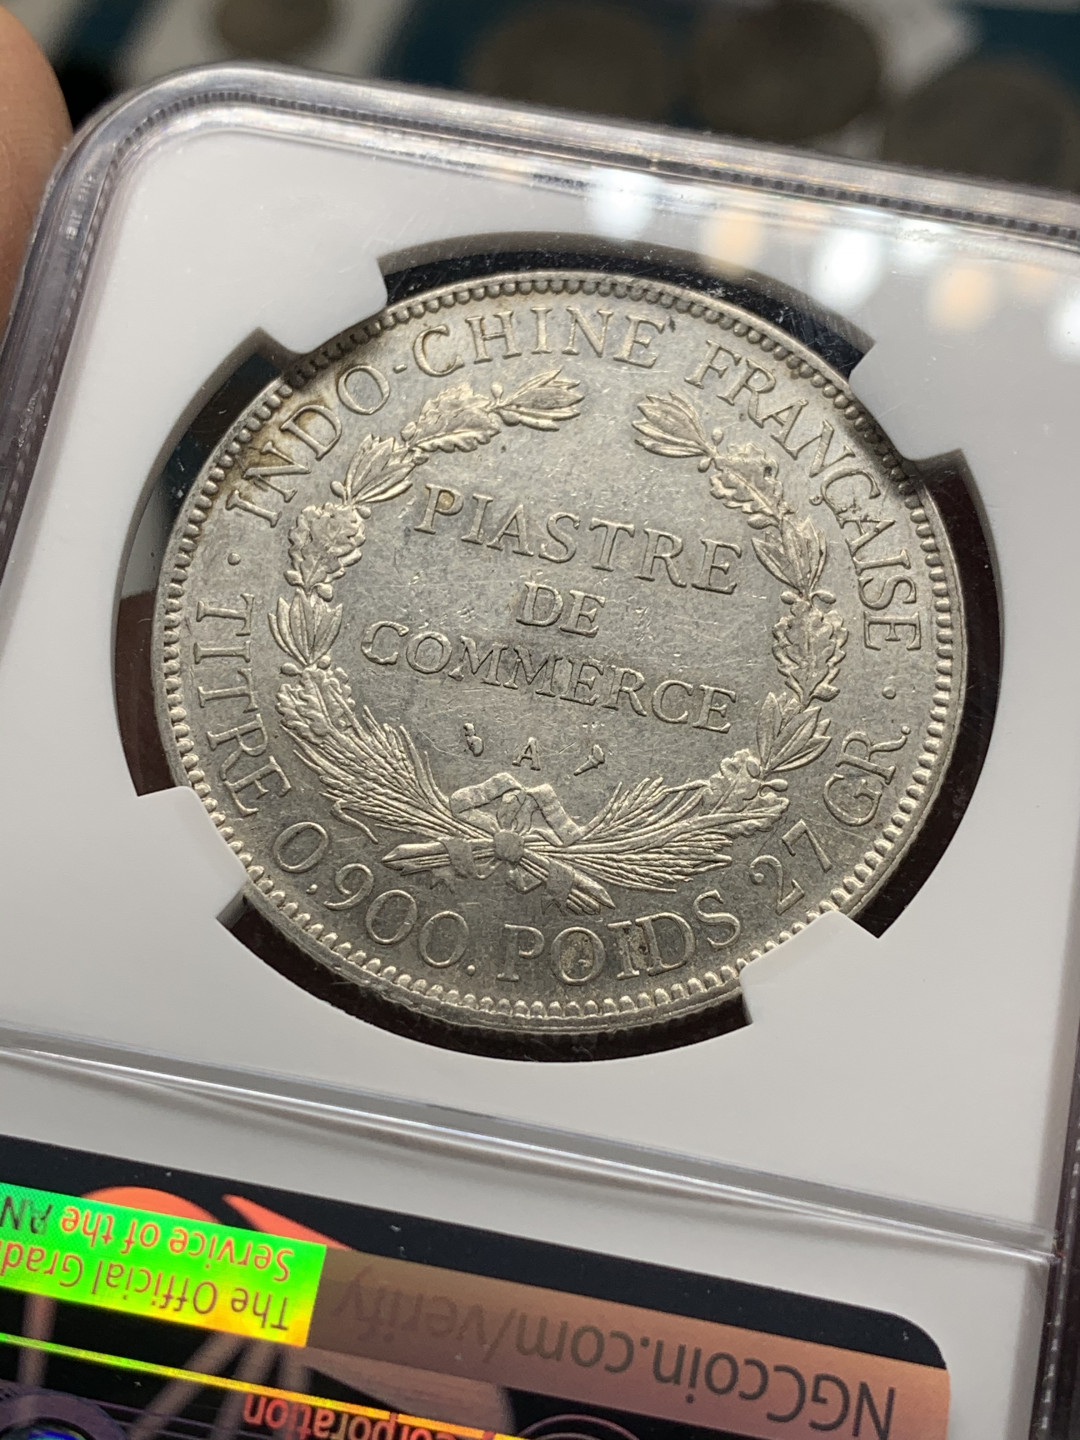 INDO-CHINE FRANÇAISE
PIASTRE
DE
COMMERCE
A
· TITRE 0.900. POIDS 27 GR. ·
NGCcoin.com/verify
The Official Grad
Service of the AN
rporation